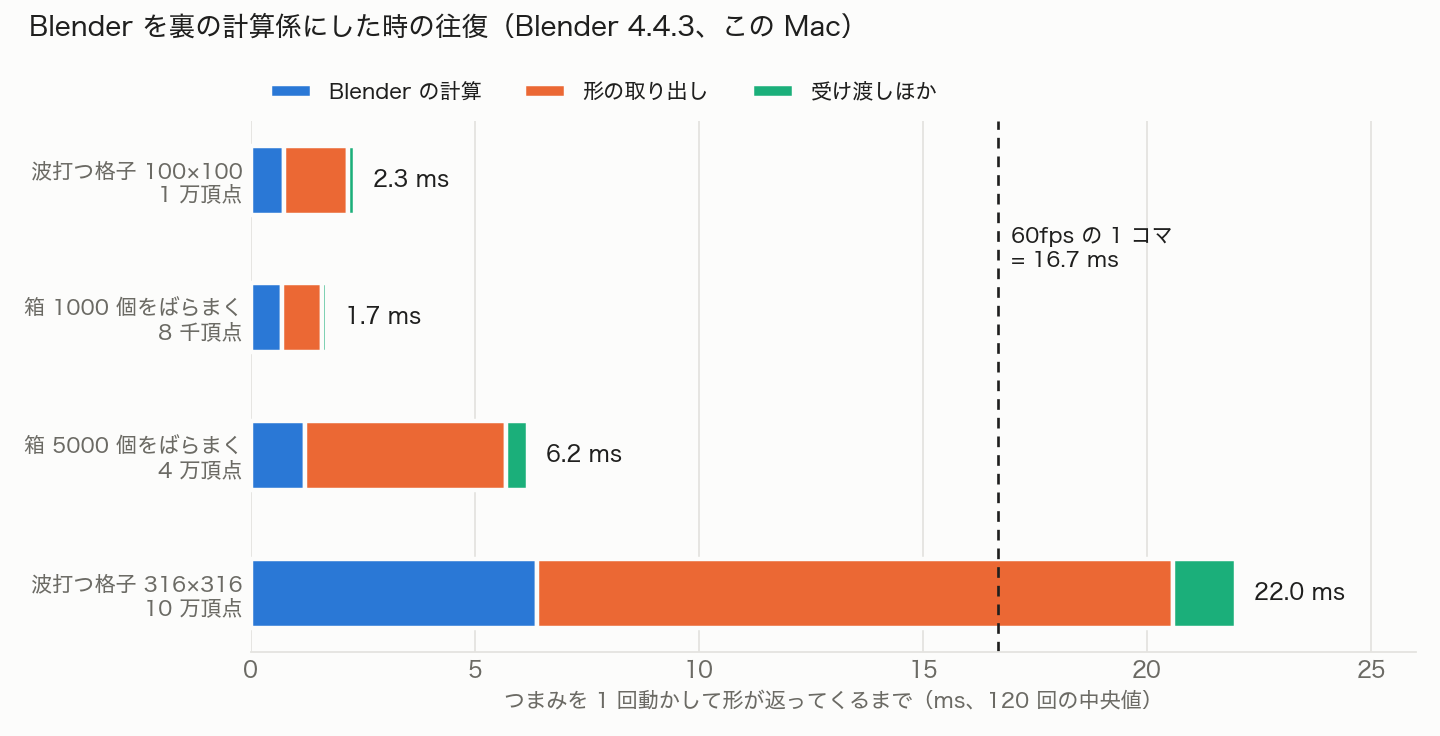 Blender を裏の計算係にした時の往復（Blender 4.4.3、この Mac）
Blender の計算
形の取り出し
受け渡しほか
波打つ格子 100×100
1 万頂点
2.3 ms
60fps の 1 コマ
= 16.7 ms
箱 1000 個をばらまく
8 千頂点
1.7 ms
箱 5000 個をばらまく
4 万頂点
6.2 ms
波打つ格子 316×316
10 万頂点
22.0 ms
0 5 10 15 20 25
つまみを 1 回動かして形が返ってくるまで（ms、120 回の中央値）